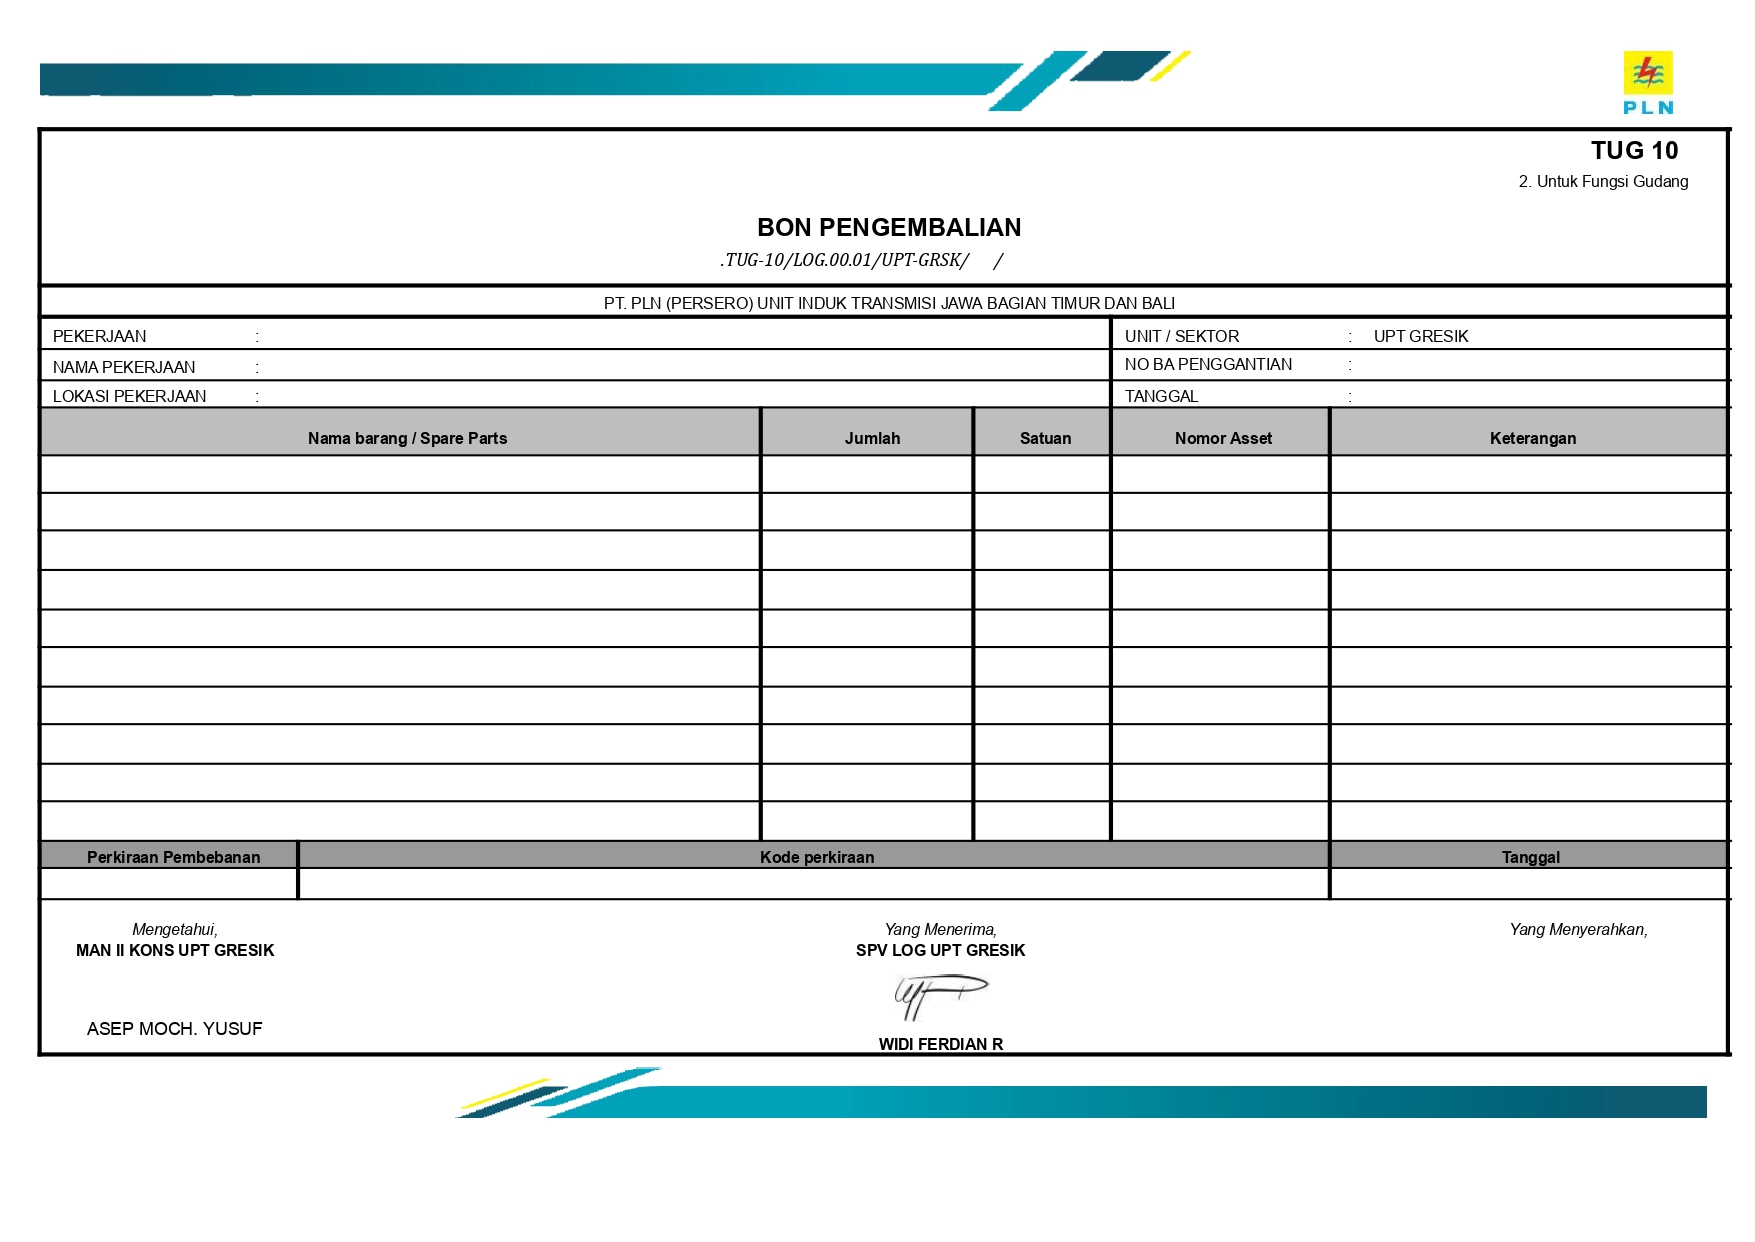 PLN
TUG 10
2. Untuk Fungsi Gudang
BON PENGEMBALIAN
.TUG-10/LOG.00.01/UPT-GRSK/ /
PT. PLN (PERSERO) UNIT INDUK TRANSMISI JAWA BAGIAN TIMUR DAN BALI
PEKERJAAN : UNIT / SEKTOR : UPT GRESIK
NAMA PEKERJAAN : NO BA PENGGANTIAN :
LOKASI PEKERJAAN : TANGGAL :
Nama barang / Spare Parts Jumlah Satuan Nomor Asset Keterangan
Perkiraan Pembebanan Kode perkiraan Tanggal
Mengetahui, Yang Menerima, Yang Menyerahkan,
MAN II KONS UPT GRESIK SPV LOG UPT GRESIK
ASEP MOCH. YUSUF
WIDI FERDIAN R